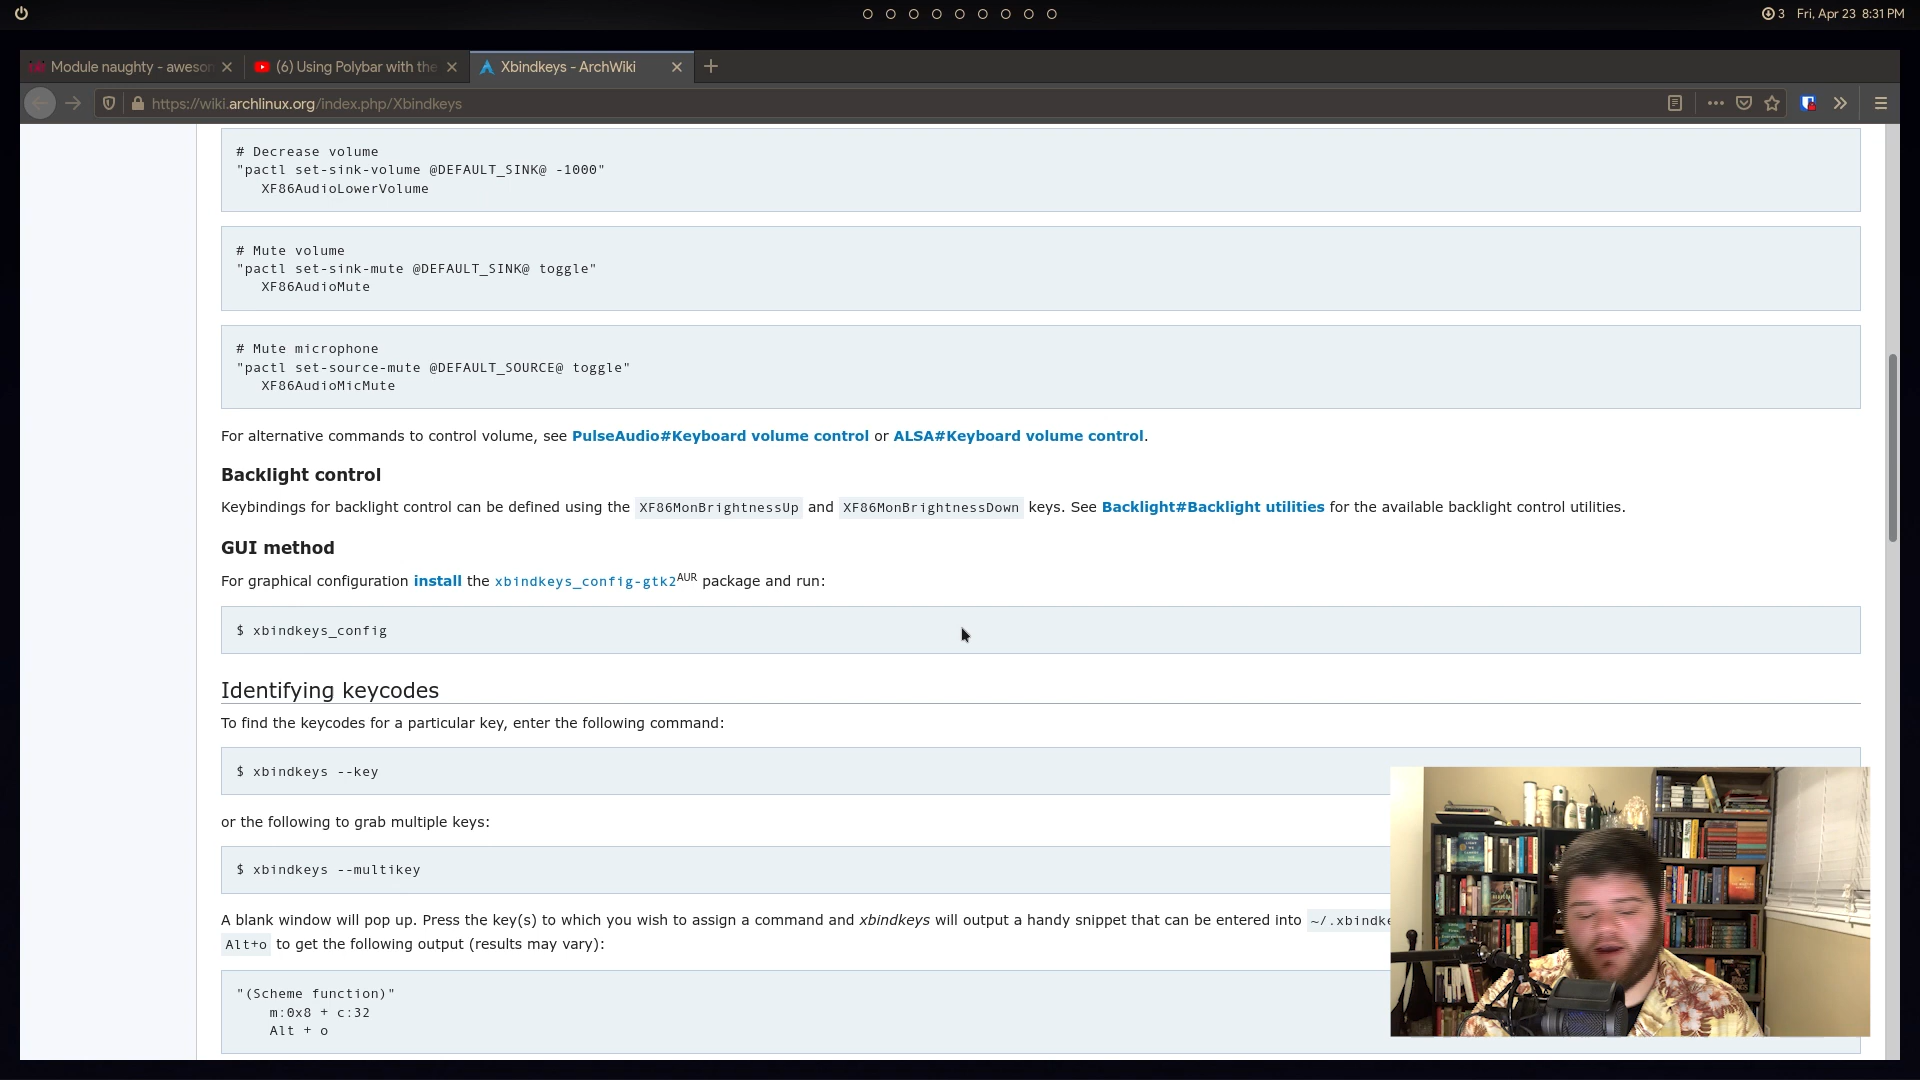 3 Fri, Apr 23 8:31 PM
Module naughty - aweson
(6) Using Polybar with the
Xbindkeys - ArchWiki
https://wiki.archlinux.org/index.php/Xbindkeys
# Decrease volume
"pactl set-sink-volume @DEFAULT_SINK@ -1000"
XF86AudioLowerVolume
# Mute volume
"pactl set-sink-mute @DEFAULT_SINK@ toggle"
XF86AudioMute
# Mute microphone
"pactl set-source-mute @DEFAULT_SOURCE@ toggle"
XF86AudioMicMute
For alternative commands to control volume, see PulseAudio#Keyboard volume control or ALSA#Keyboard volume control.
Backlight control
Keybindings for backlight control can be defined using the XF86MonBrightnessUp and XF86MonBrightnessDown keys. See Backlight#Backlight utilities for the available backlight control utilities.
GUI method
For graphical configuration install the xbindkeys_config-gtk2AUR package and run:
$ xbindkeys_config
Identifying keycodes
To find the keycodes for a particular key, enter the following command:
$ xbindkeys --key
or the following to grab multiple keys:
$ xbindkeys --multikey
A blank window will pop up. Press the key(s) to which you wish to assign a command and xbindkeys will output a handy snippet that can be entered into ~/.xbindke
Alt+o to get the following output (results may vary):
"(Scheme function)"
m:0x8 + c:32
Alt + o